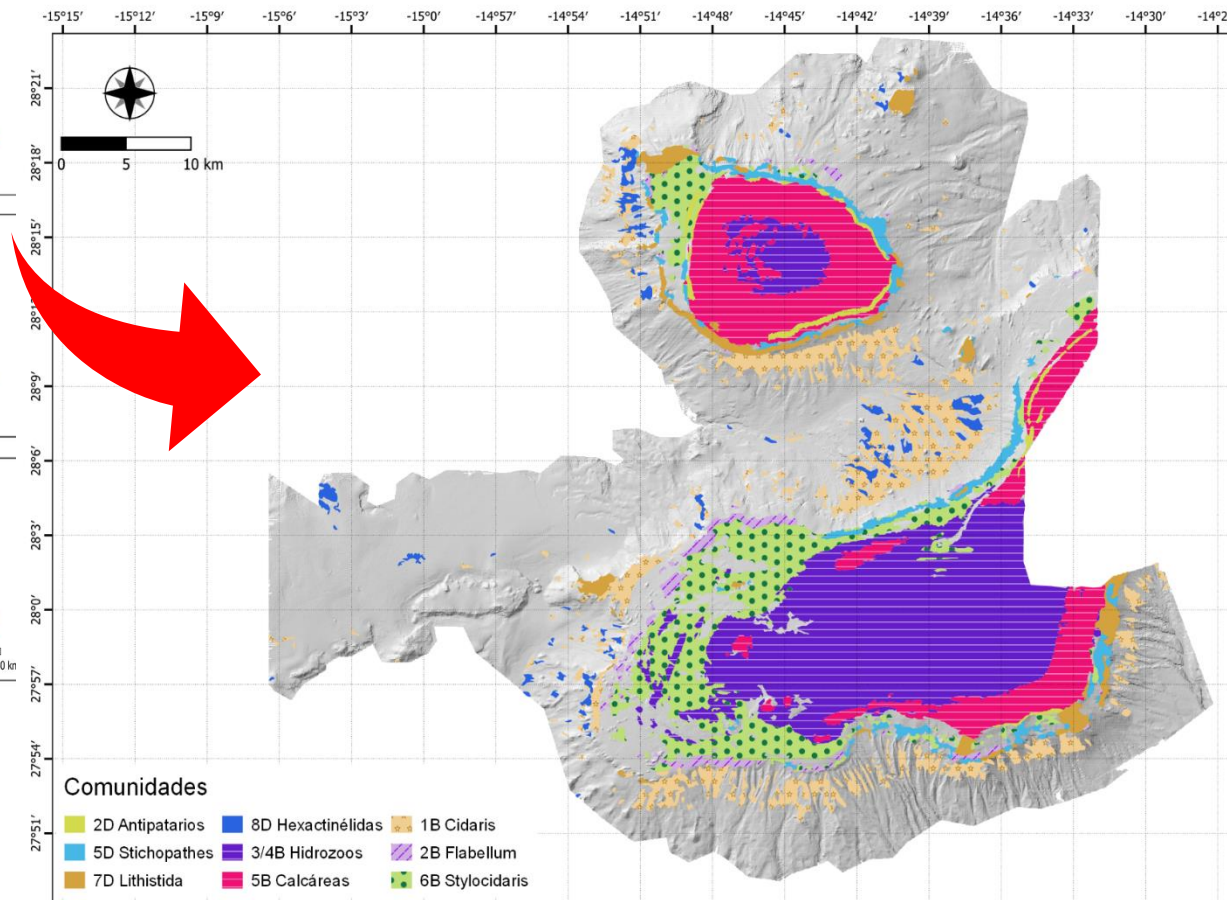 -15°15′ -15°12′ -15°9′ -15°6′ -15°3′ -15°0′ -14°57′ -14°54′ -14°51′ -14°48′ -14°45′ -14°42′ -14°39′ -14°36′ -14°33′ -14°30′
28°21′
28°18′
28°15′
28°9′
28°6′
28°3′
28°0′
27°57′
27°54′
27°51′
0 5 10 km
0 km
Comunidades
2D Antipatarios 8D Hexactinélidas 1B Cidaris
5D Stichopathes 3/4B Hidrozoos 2B Flabellum
7D Lithistida 5B Calcáreas 6B Stylocidaris